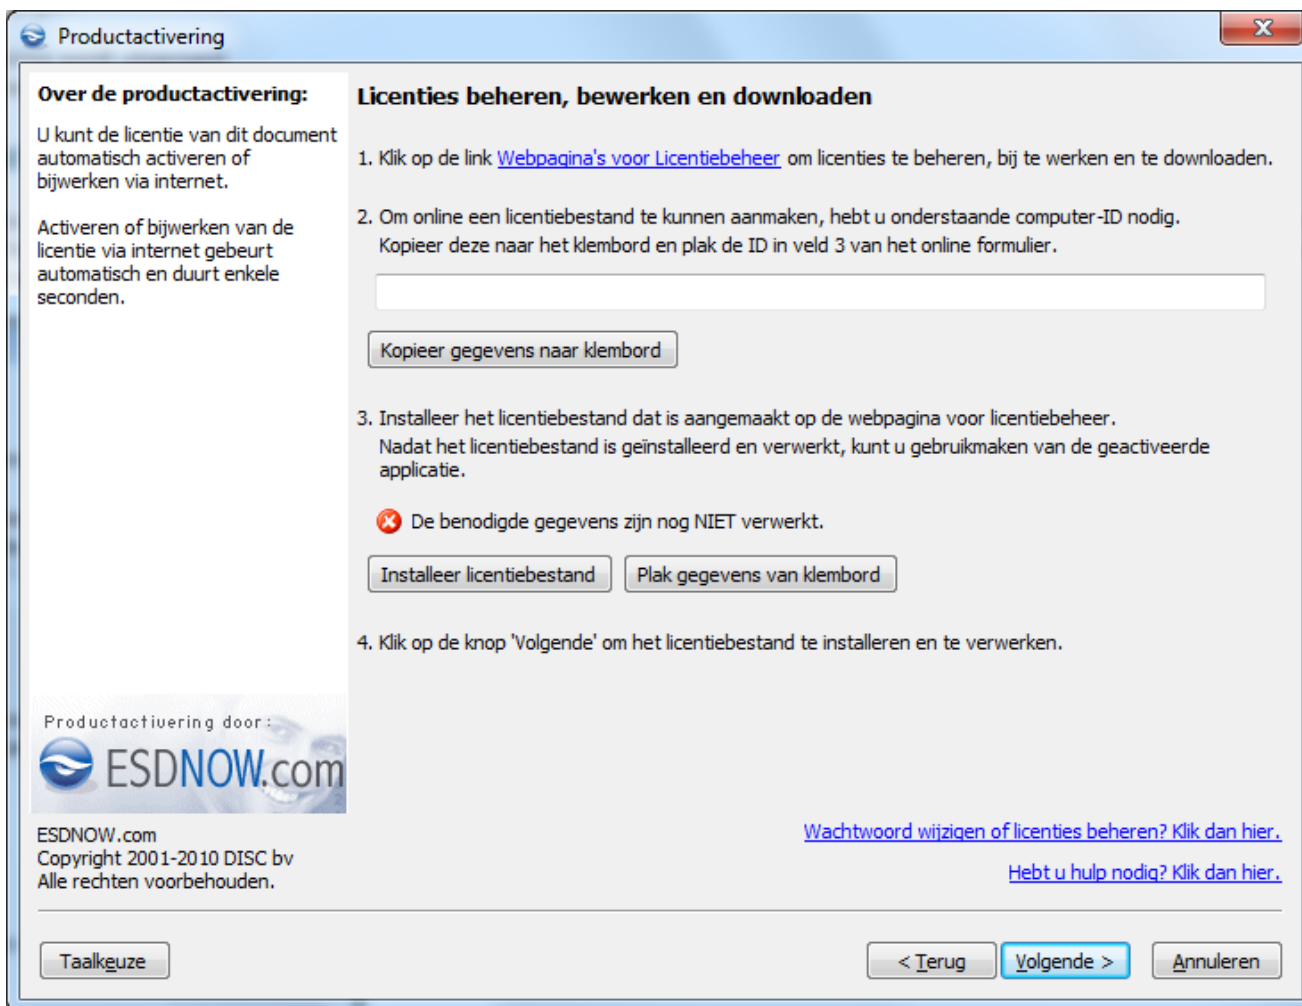 Productactivering
Over de productactivering:
U kunt de licentie van dit document
automatisch activeren of
bijwerken via internet.
Activeren of bijwerken van de
licentie via internet gebeurt
automatisch en duurt enkele
seconden.
Licenties beheren, bewerken en downloaden
1. Klik op de link Webpagina's voor Licentiebeheer om licenties te beheren, bij te werken en te downloaden.
2. Om online een licentiebestand te kunnen aanmaken, hebt u onderstaande computer-ID nodig.
Kopieer deze naar het klembord en plak de ID in veld 3 van het online formulier.
Kopieer gegevens naar klembord
3. Installeer het licentiebestand dat is aangemaakt op de webpagina voor licentiebeheer.
Nadat het licentiebestand is geïnstalleerd en verwerkt, kunt u gebruikmaken van de geactiveerde
applicatie.
De benodigde gegevens zijn nog NIET verwerkt.
Installeer licentiebestand Plak gegevens van klembord
4. Klik op de knop 'Volgende' om het licentiebestand te installeren en te verwerken.
Productactivering door:
ESDNOW.com
2
ESDNOW.com
Copyright 2001-2010 DISC bv
Alle rechten voorbehouden.
Wachtwoord wijzigen of licenties beheren? Klik dan hier.
Hebt u hulp nodig? Klik dan hier.
Taalkeuze < Terug Volgende > Annuleren